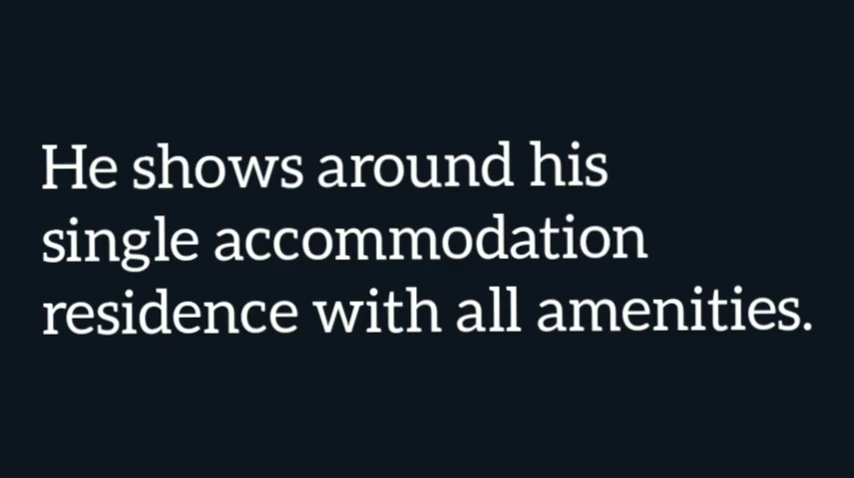 He shows around his
single accommodation
residence with all amenities.